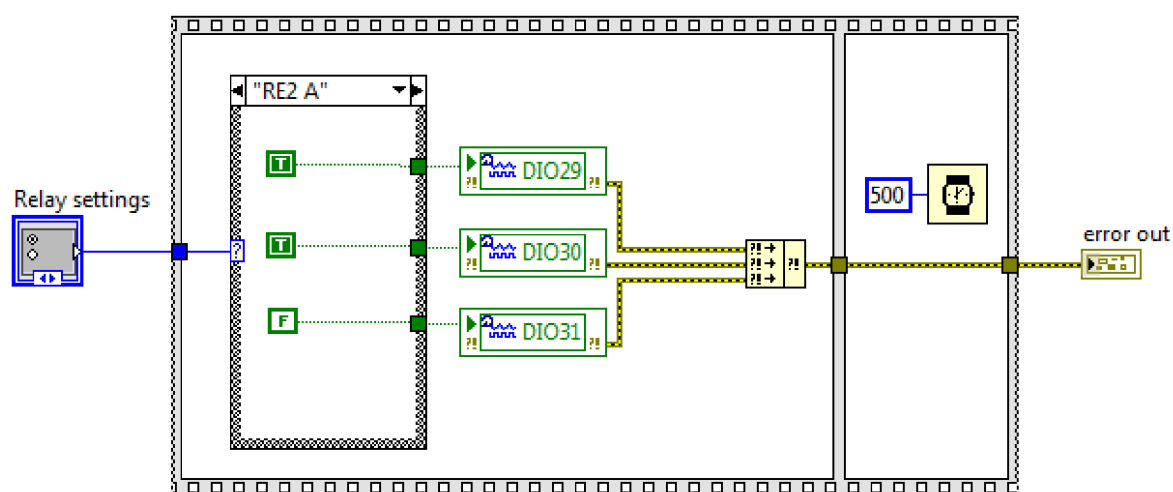 "RE2 A"
T
DIO29
Relay settings
500
T
DIO30
error out
?
F
DIO31